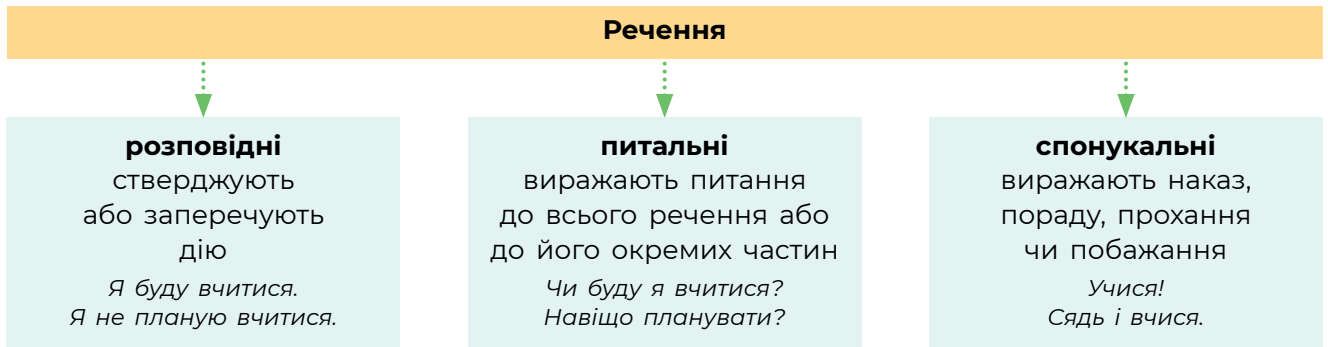 Речення
розповідні
стверджують
або заперечують
дію
Я буду вчитися.
Я не планую вчитися.
питальні
виражають питання
до всього речення або
до його окремих частин
Чи буду я вчитися?
Навіщо планувати?
спонукальні
виражають наказ,
пораду, прохання
чи побажання
Учися!
Сядь і вчися.